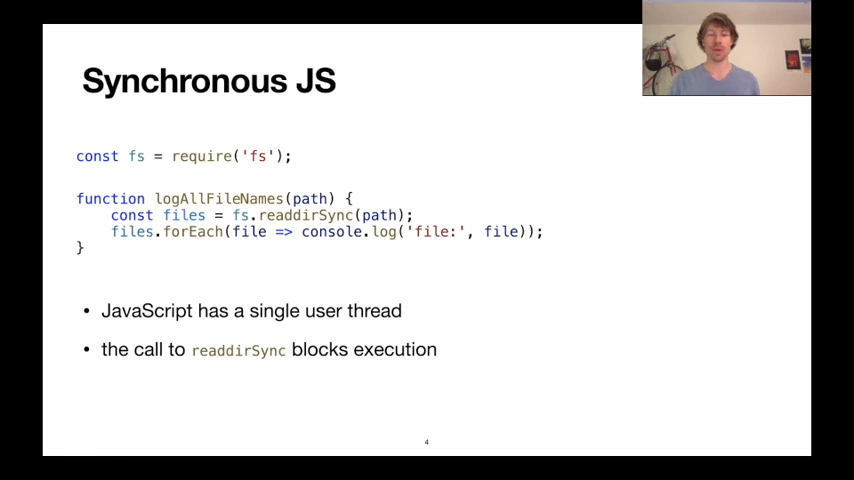 Synchronous JS
const fs = require('fs');
function logAllFileNames(path) {
    const files = fs.readdirSync(path);
    files.forEach(file => console.log('file:', file));
}
• JavaScript has a single user thread
• the call to readdirSync blocks execution
4